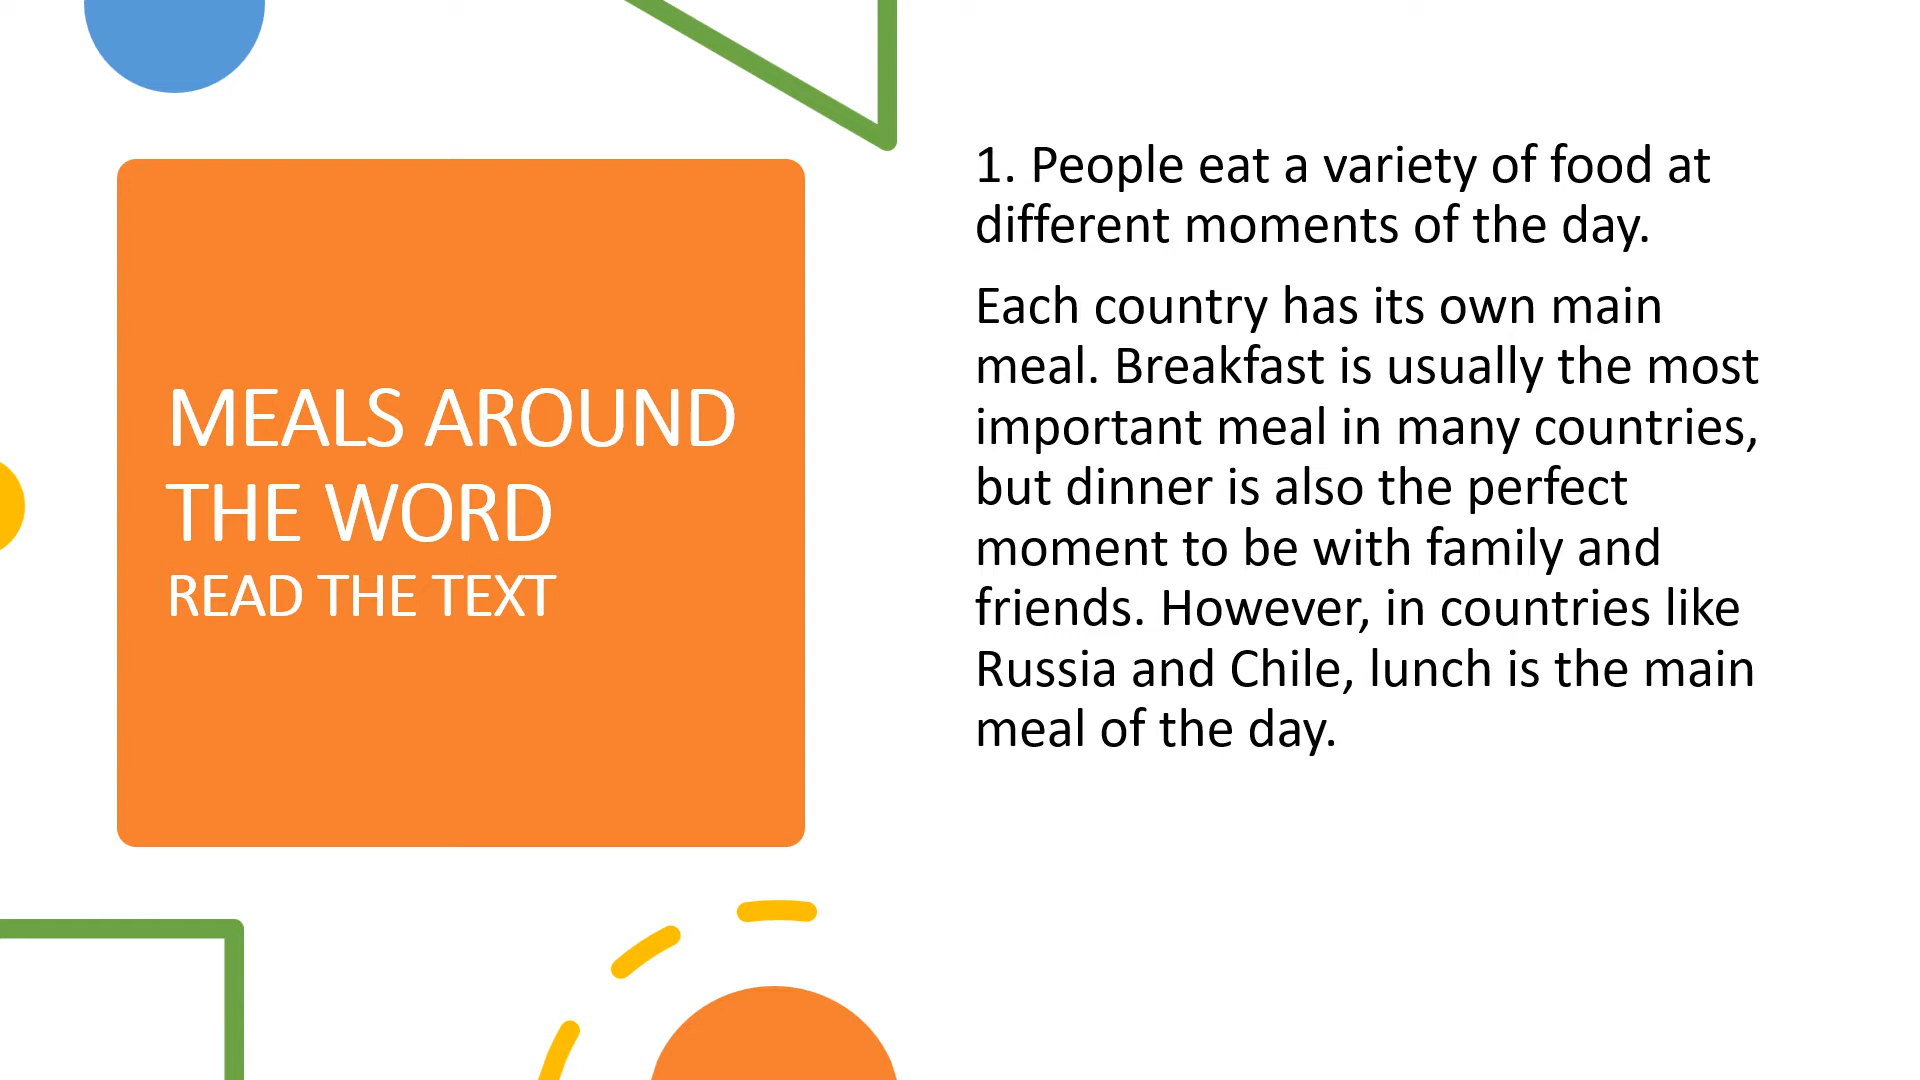 MEALS AROUND
THE WORD
READ THE TEXT
1. People eat a variety of food at
different moments of the day.
Each country has its own main
meal. Breakfast is usually the most
important meal in many countries,
but dinner is also the perfect
moment to be with family and
friends. However, in countries like
Russia and Chile, lunch is the main
meal of the day.